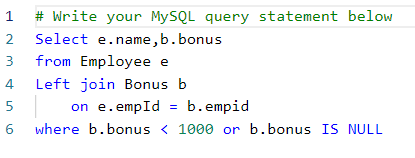 1 # Write your MySQL query statement below
2 Select e.name,b.bonus
3 from Employee e
4 Left join Bonus b
5     on e.empId = b.empid
6 where b.bonus < 1000 or b.bonus IS NULL